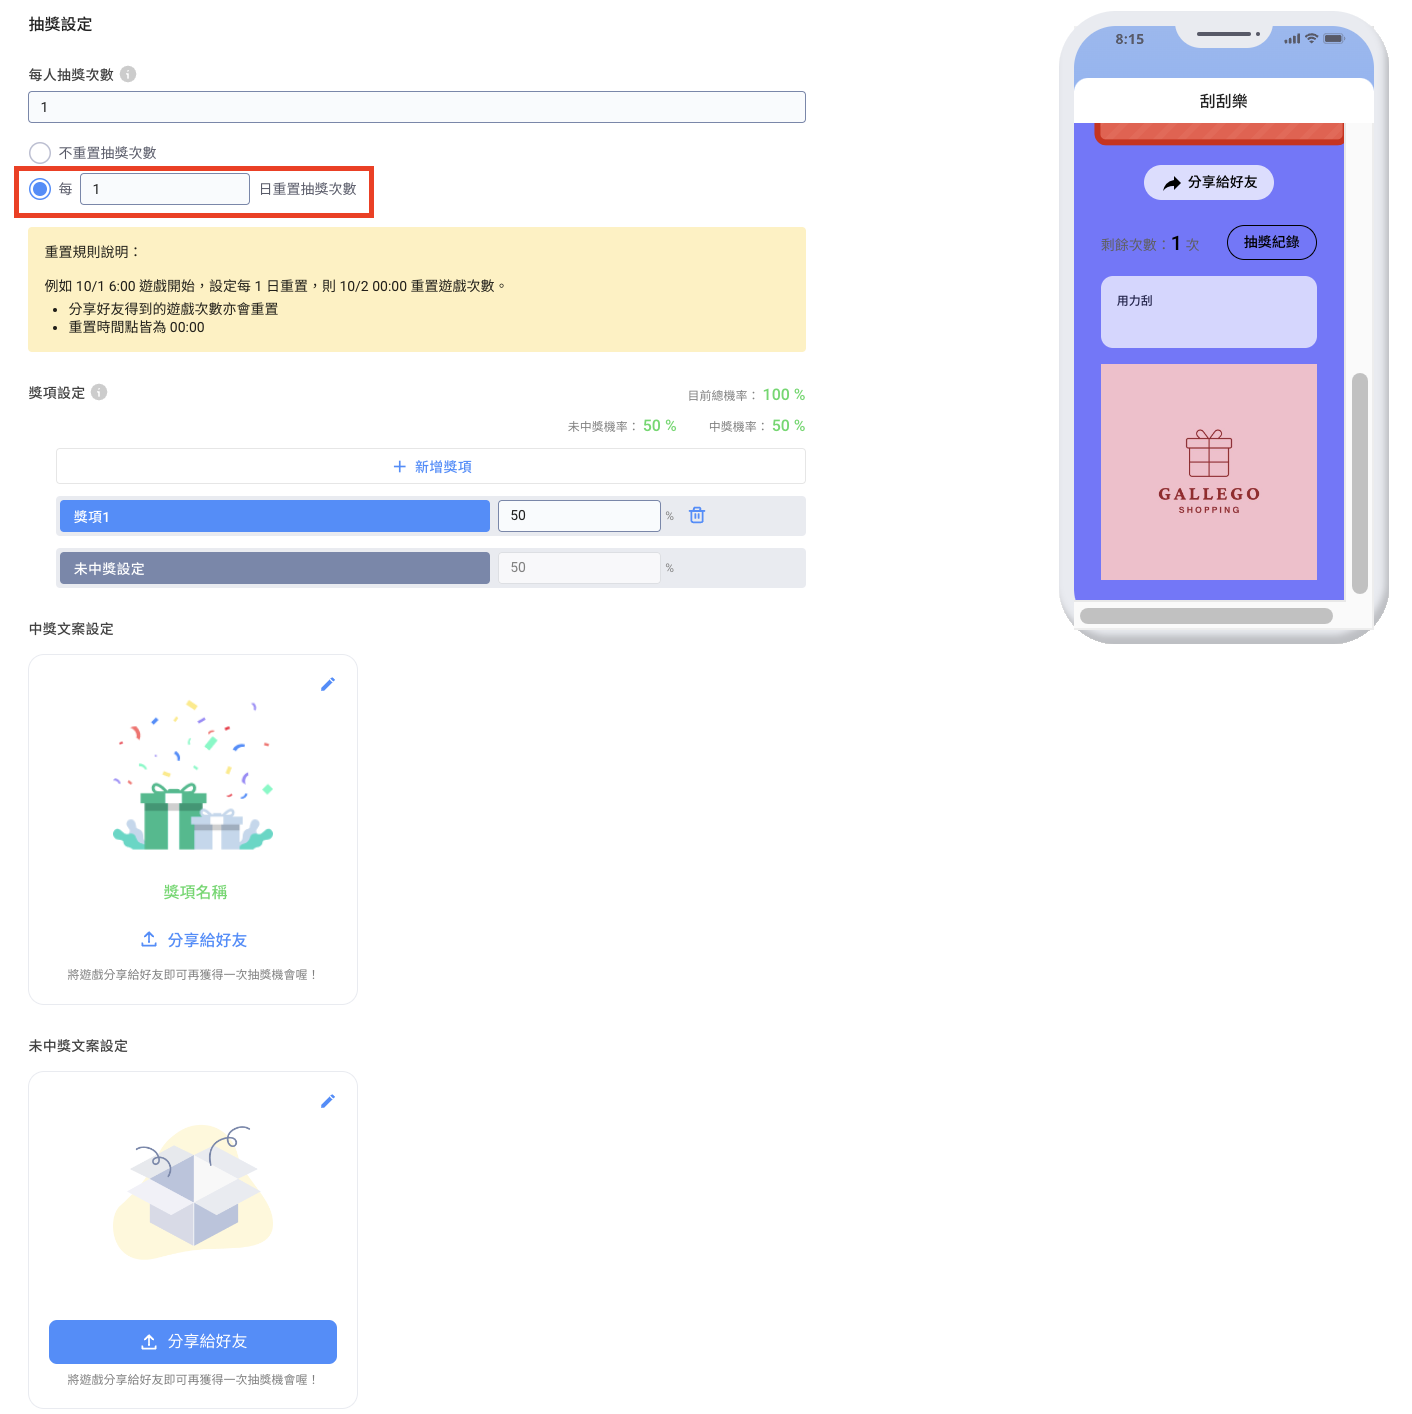 抽獎設定
每人抽獎次數
1
不重置抽獎次數
每 1 日重置抽獎次數
重置規則說明：
例如 10/1 6:00 遊戲開始，設定每 1 日重置，則 10/2 00:00 重置遊戲次數。
• 分享好友得到的遊戲次數亦會重置
• 重置時間點皆為 00:00
獎項設定
目前總機率： 100 %
未中獎機率： 50 % 中獎機率： 50 %
+ 新增獎項
獎項1 50 %
未中獎設定 50 %
中獎文案設定
獎項名稱
分享給好友
將遊戲分享給好友即可再獲得一次抽獎機會喔！
未中獎文案設定
分享給好友
將遊戲分享給好友即可再獲得一次抽獎機會喔！
8:15
刮刮樂
分享給好友
剩餘次數：1 次 抽獎紀錄
用力刮
GALLEGO
SHOPPING